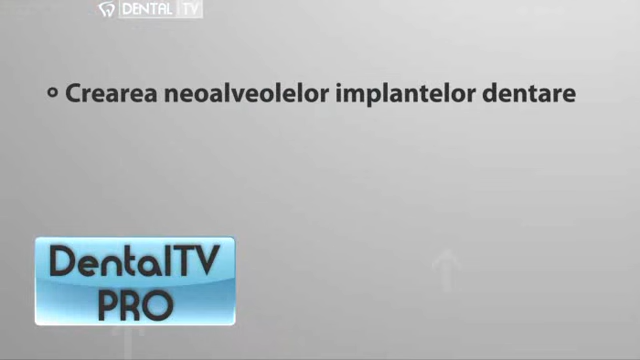 DENTAL TV
Crearea neoalveolelor implantelor dentare
DentalTV
PRO